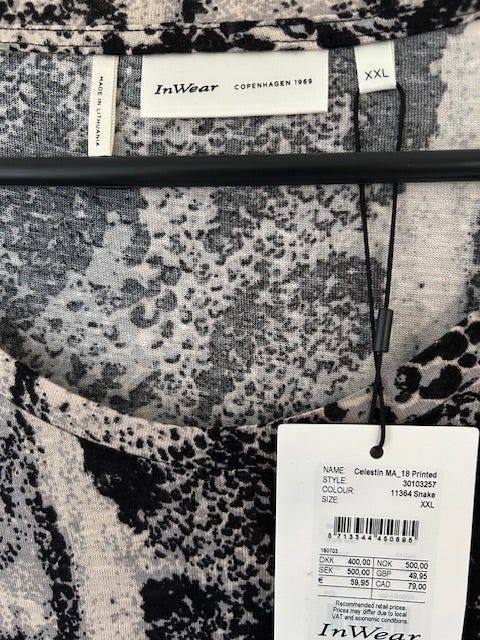 MADE IN LITHUANIA
InWear COPENHAGEN 1969
XXL
NAME: Celestin MA_18 Printed
STYLE: 30103257
COLOUR: 11364 Snake
SIZE: XXL
5 713344 450695
180703
DKK 400,00 NOK 500,00
SEK 500,00 GBP 49,95
€ 59,95 CAD 79,00
Recommended retail prices.
Prices may differ due to local
VAT and economic conditions.
InWear